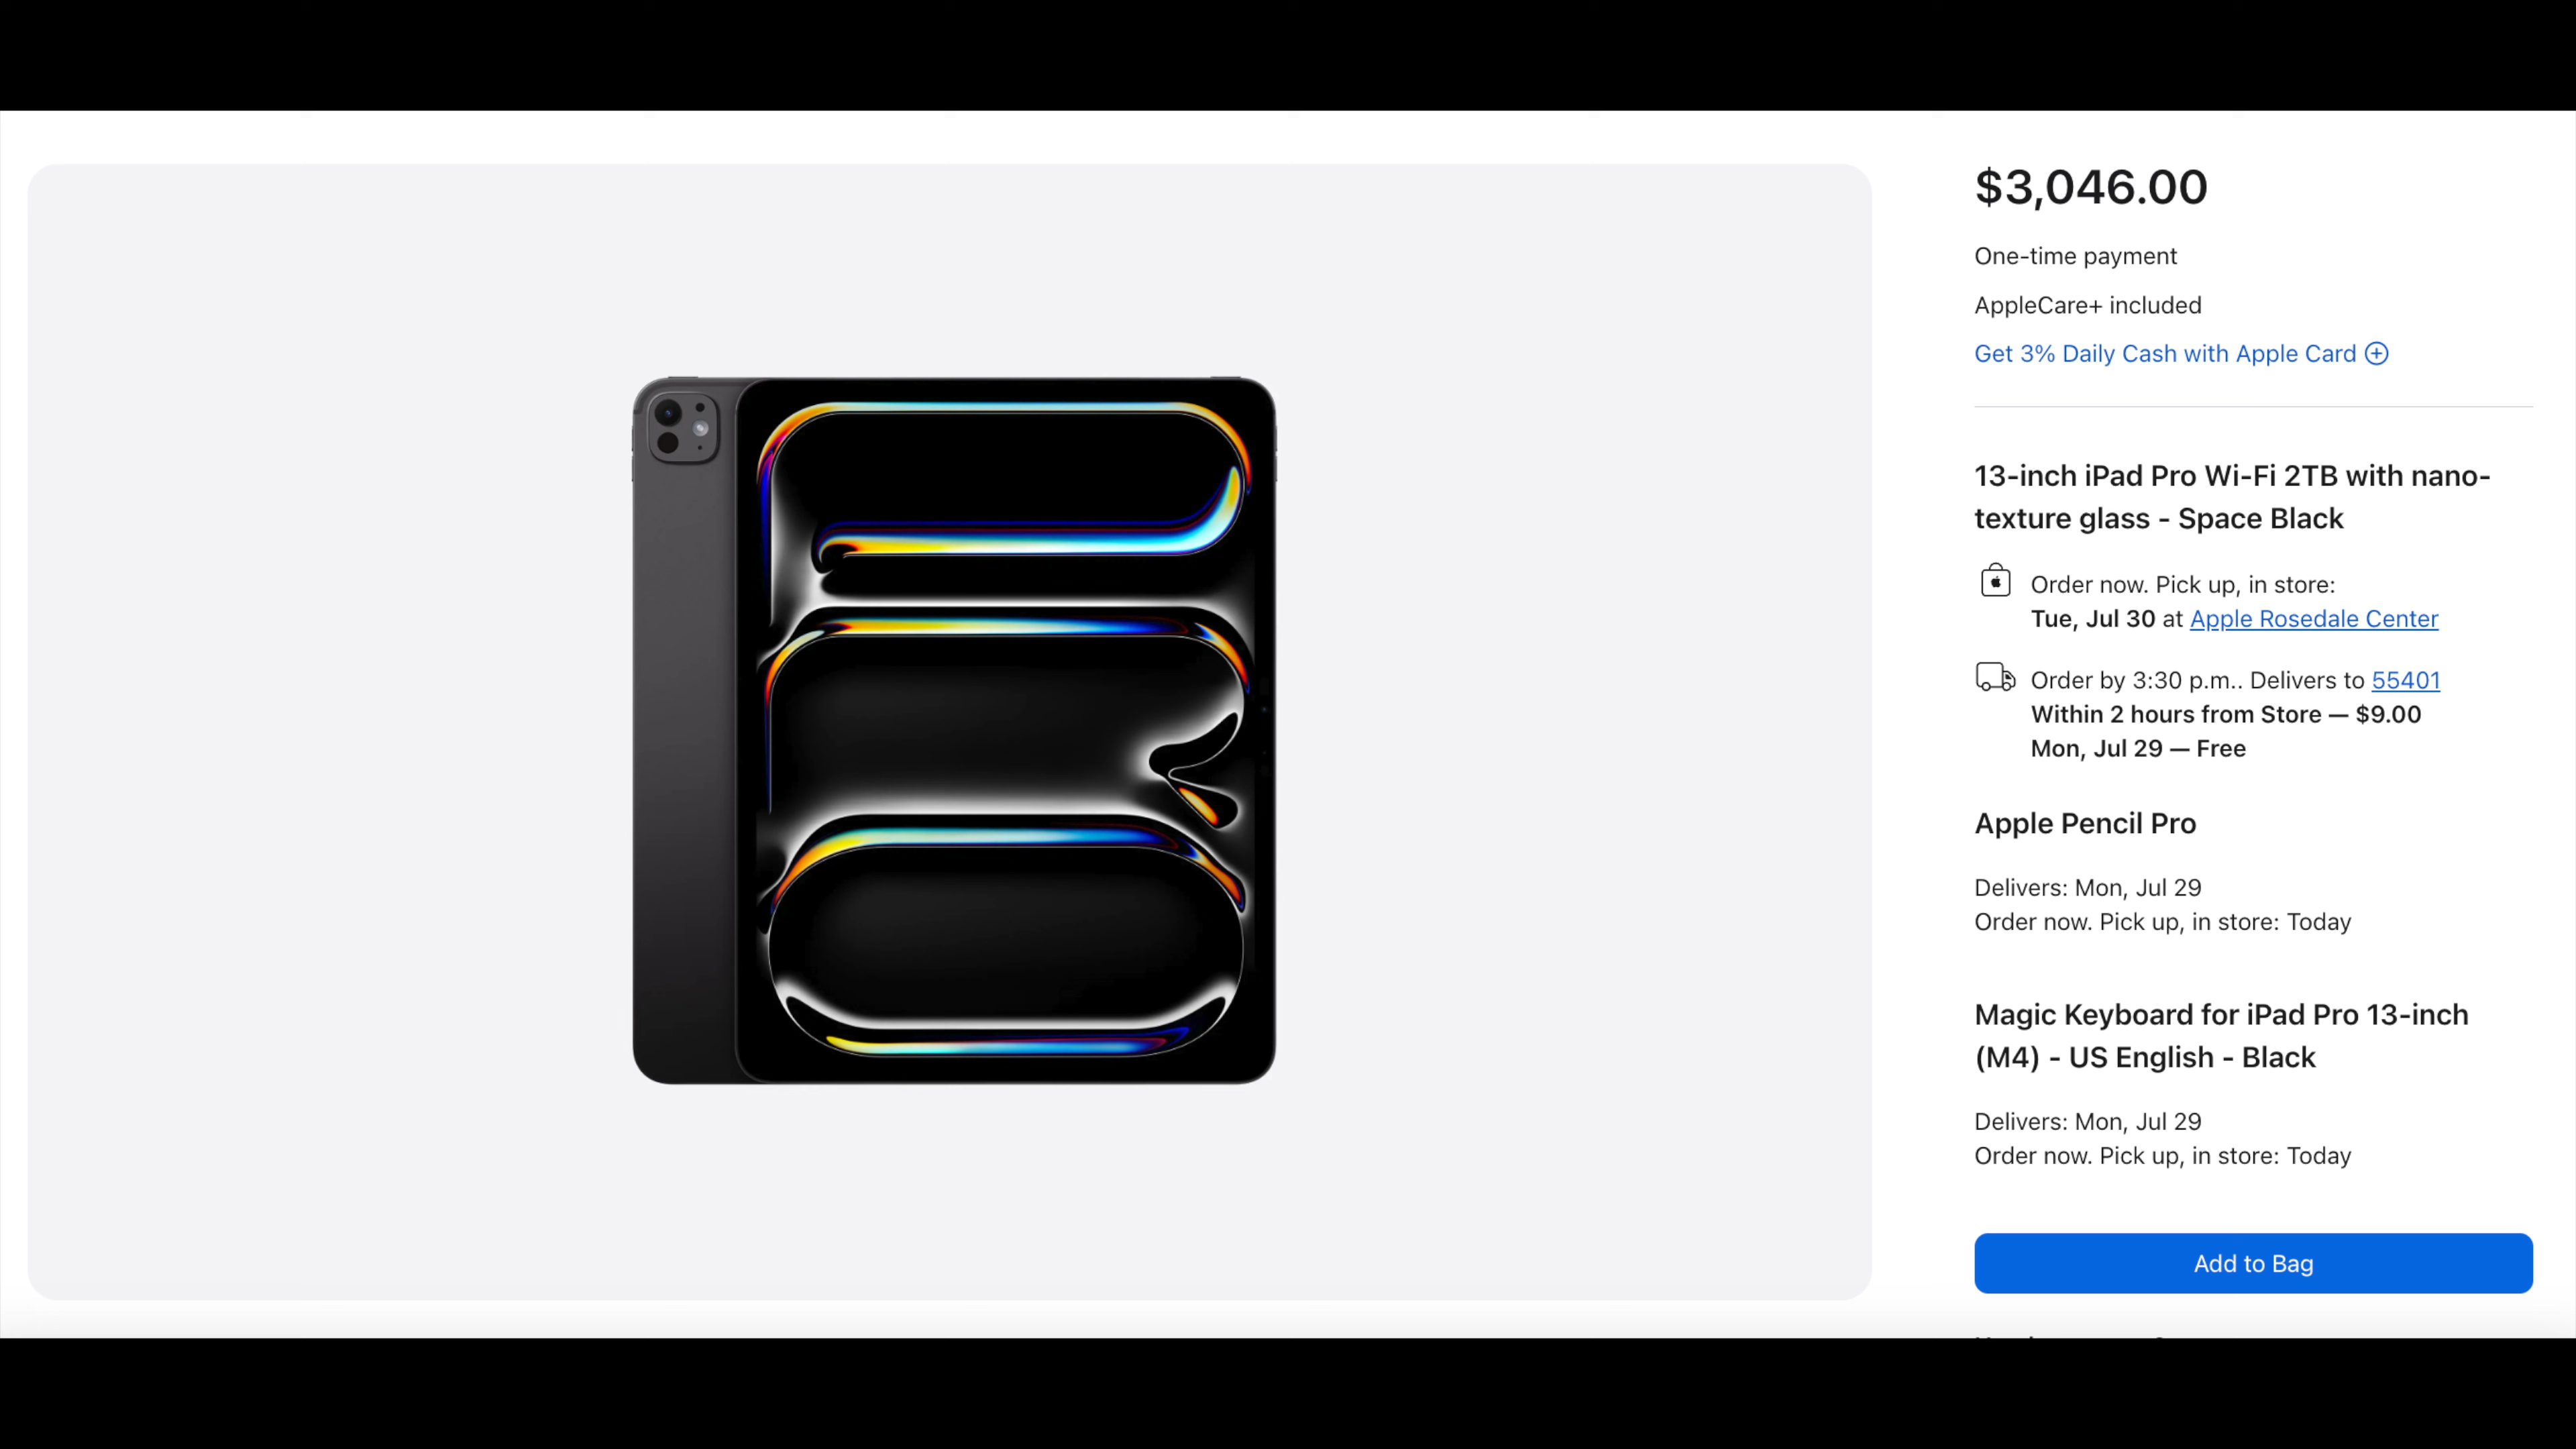 $3,046.00
One-time payment
AppleCare+ included
Get 3% Daily Cash with Apple Card
13-inch iPad Pro Wi-Fi 2TB with nano-
texture glass - Space Black
Order now. Pick up, in store:
Tue, Jul 30 at Apple Rosedale Center
Order by 3:30 p.m.. Delivers to 55401
Within 2 hours from Store — $9.00
Mon, Jul 29 — Free
Apple Pencil Pro
Delivers: Mon, Jul 29
Order now. Pick up, in store: Today
Magic Keyboard for iPad Pro 13-inch
(M4) - US English - Black
Delivers: Mon, Jul 29
Order now. Pick up, in store: Today
Add to Bag